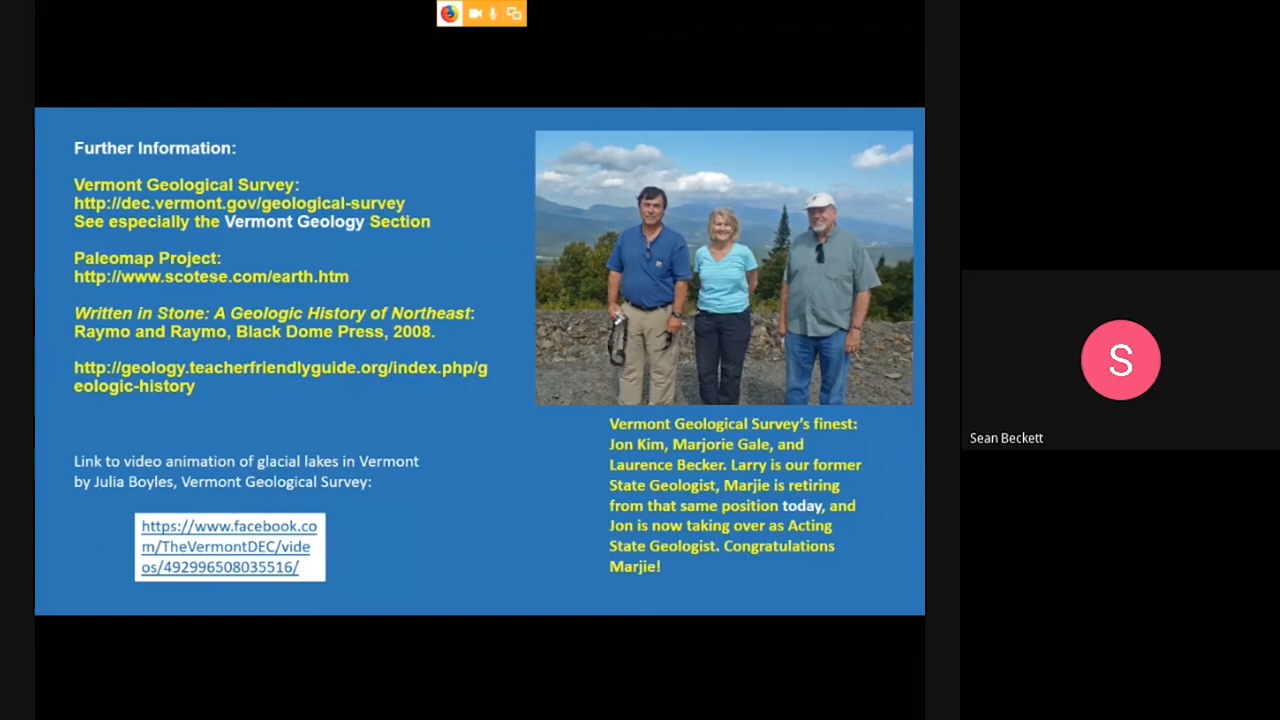 Further Information:
Vermont Geological Survey:
http://dec.vermont.gov/geological-survey
See especially the Vermont Geology Section
Paleomap Project:
http://www.scotese.com/earth.htm
Written in Stone: A Geologic History of Northeast:
Raymo and Raymo, Black Dome Press, 2008.
http://geology.teacherfriendlyguide.org/index.php/g
eologic-history
Link to video animation of glacial lakes in Vermont
by Julia Boyles, Vermont Geological Survey:
https://www.facebook.co
m/TheVermontDEC/vide
os/492996508035516/
Vermont Geological Survey's finest:
Jon Kim, Marjorie Gale, and
Laurence Becker. Larry is our former
State Geologist, Marjie is retiring
from that same position today, and
Jon is now taking over as Acting
State Geologist. Congratulations
Marjie!
S
Sean Beckett